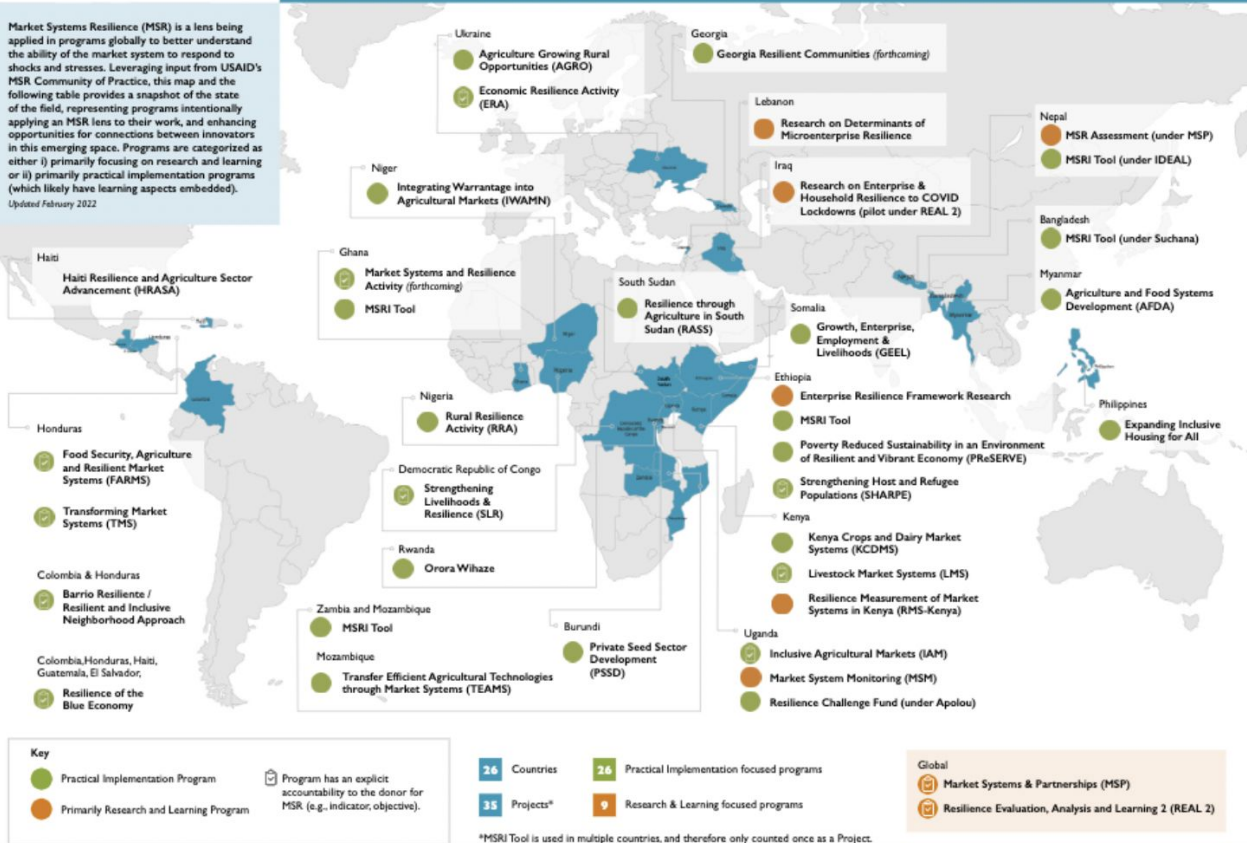 Market Systems Resilience (MSR) is a lens being
applied in programs globally to better understand
the ability of the market system to respond to
shocks and stresses. Leveraging input from USAID's
MSR Community of Practice, this map and the
following table provides a snapshot of the state
of the field, representing programs intentionally
applying an MSR lens to their work, and enhancing
opportunities for connections between innovators
in this emerging space. Programs are categorized as
either i) primarily focusing on research and learning
or ii) primarily practical implementation programs
(which likely have learning aspects embedded).
Updated February 2022
Ukraine
Agriculture Growing Rural
Opportunities (AGRO)
Economic Resilience Activity
(ERA)
Georgia
Georgia Resilient Communities (forthcoming)
Lebanon
Research on Determinants of
Microenterprise Resilience
Iraq
Research on Enterprise &
Household Resilience to COVID
Lockdowns (pilot under REAL 2)
Nepal
MSR Assessment (under MSP)
MSRI Tool (under IDEAL)
Bangladesh
MSRI Tool (under Suchana)
Myanmar
Agriculture and Food Systems
Development (AFDA)
Philippines
Expanding Inclusive
Housing for All
Niger
Integrating Warrantage into
Agricultural Markets (IWAMN)
Ghana
Market Systems and Resilience
Activity (forthcoming)
MSRI Tool
South Sudan
Resilience through
Agriculture in South
Sudan (RASS)
Somalia
Growth, Enterprise,
Employment &
Livelihoods (GEEL)
Haiti
Haiti Resilience and Agriculture Sector
Advancement (HRASA)
Honduras
Food Security, Agriculture
and Resilient Market
Systems (FARMS)
Transforming Market
Systems (TMS)
Colombia & Honduras
Barrio Resiliente /
Resilient and Inclusive
Neighborhood Approach
Colombia, Honduras, Haiti,
Guatemala, El Salvador,
Resilience of the
Blue Economy
Nigeria
Rural Resilience
Activity (RRA)
Democratic Republic of Congo
Strengthening
Livelihoods &
Resilience (SLR)
Rwanda
Orora Wihaze
Zambia and Mozambique
MSRI Tool
Mozambique
Transfer Efficient Agricultural Technologies
through Market Systems (TEAMS)
Burundi
Private Seed Sector
Development
(PSSD)
Ethiopia
Enterprise Resilience Framework Research
MSRI Tool
Poverty Reduced Sustainability in an Environment
of Resilient and Vibrant Economy (PReSERVE)
Strengthening Host and Refugee
Populations (SHARPE)
Kenya
Kenya Crops and Dairy Market
Systems (KCDMS)
Livestock Market Systems (LMS)
Resilience Measurement of Market
Systems in Kenya (RMS-Kenya)
Uganda
Inclusive Agricultural Markets (IAM)
Market System Monitoring (MSM)
Resilience Challenge Fund (under Apolou)
Key
Practical Implementation Program
Primarily Research and Learning Program
Program has an explicit
accountability to the donor for
MSR (e.g., indicator, objective).
26 Countries
35 Projects*
26 Practical Implementation focused programs
9 Research & Learning focused programs
*MSRI Tool is used in multiple countries, and therefore only counted once as a Project.
Global
Market Systems & Partnerships (MSP)
Resilience Evaluation, Analysis and Learning 2 (REAL 2)